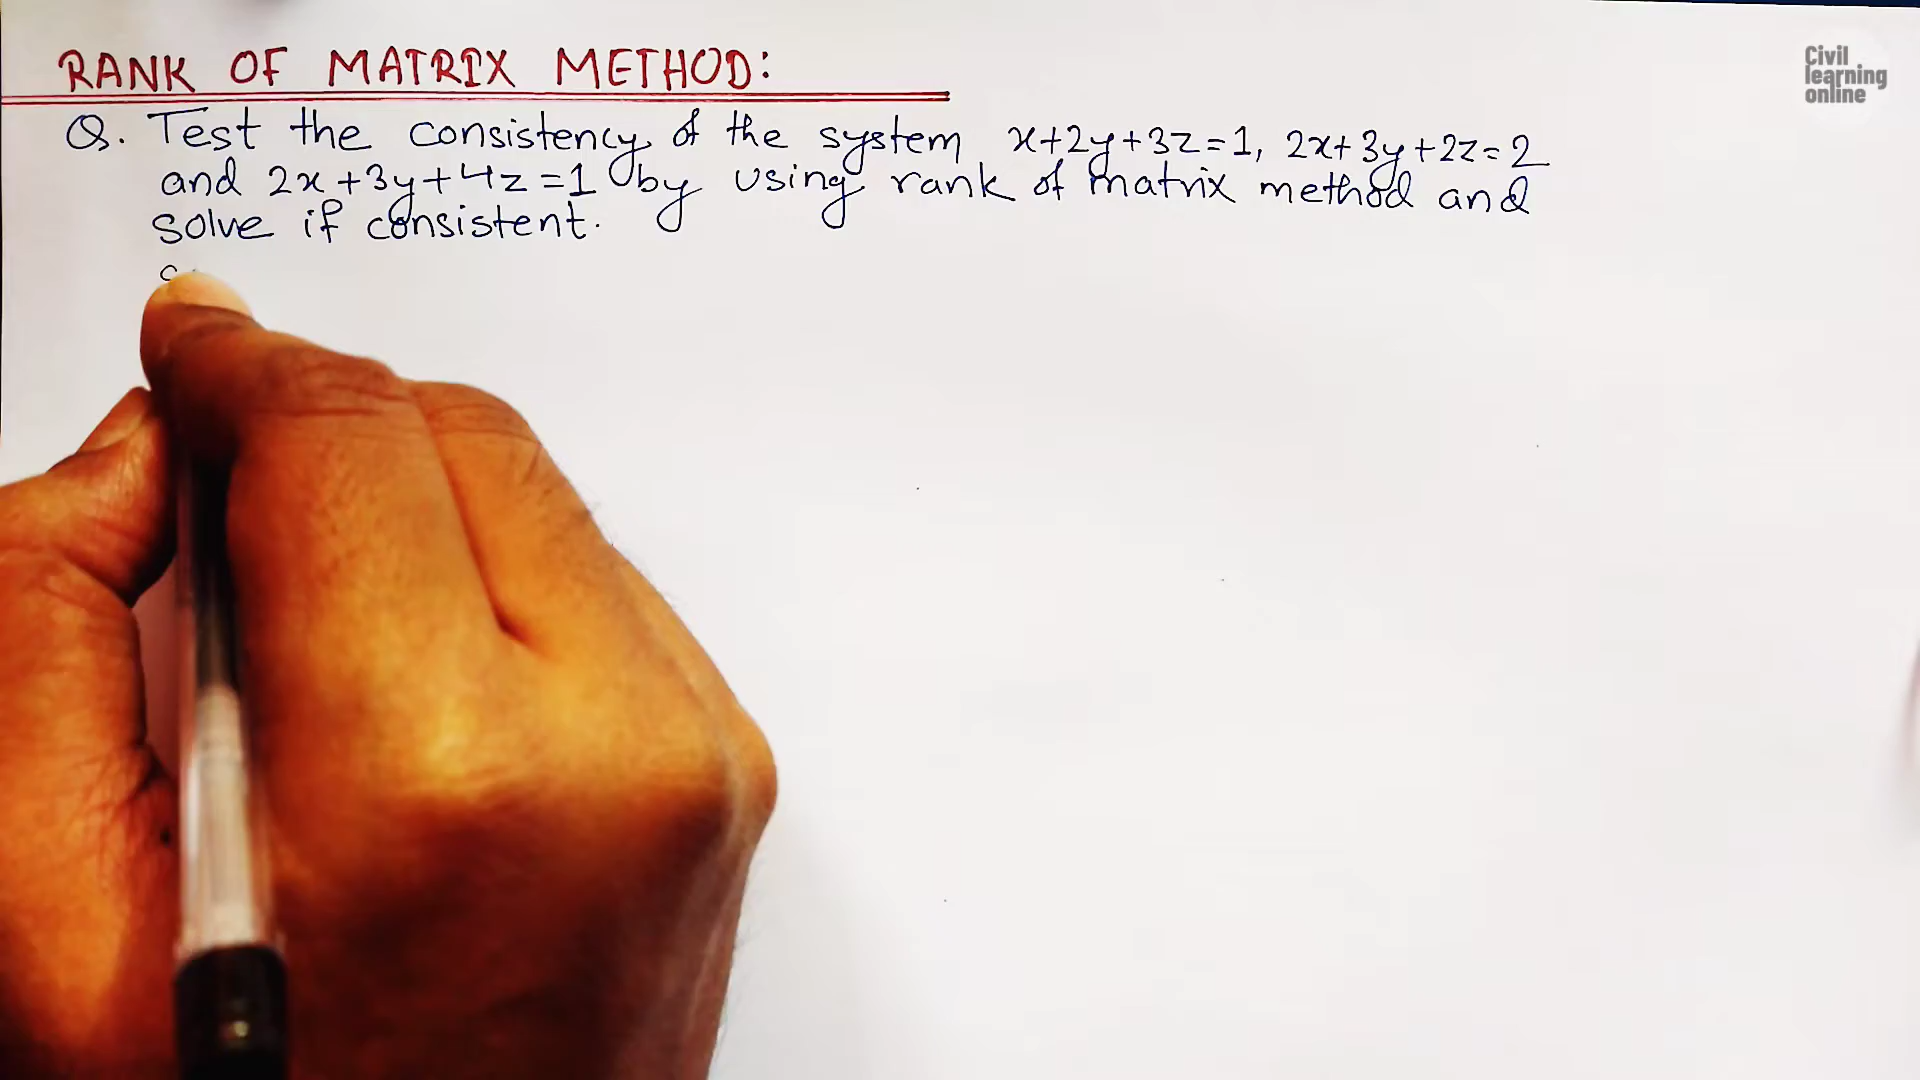 RANK OF MATRIX METHOD:
Civil
learning
online
Q. Test the consistency of the system x+2y+3z=1, 2x+3y+2z=2
and 2x+3y+4z=1 by using rank of matrix method and
solve if consistent.